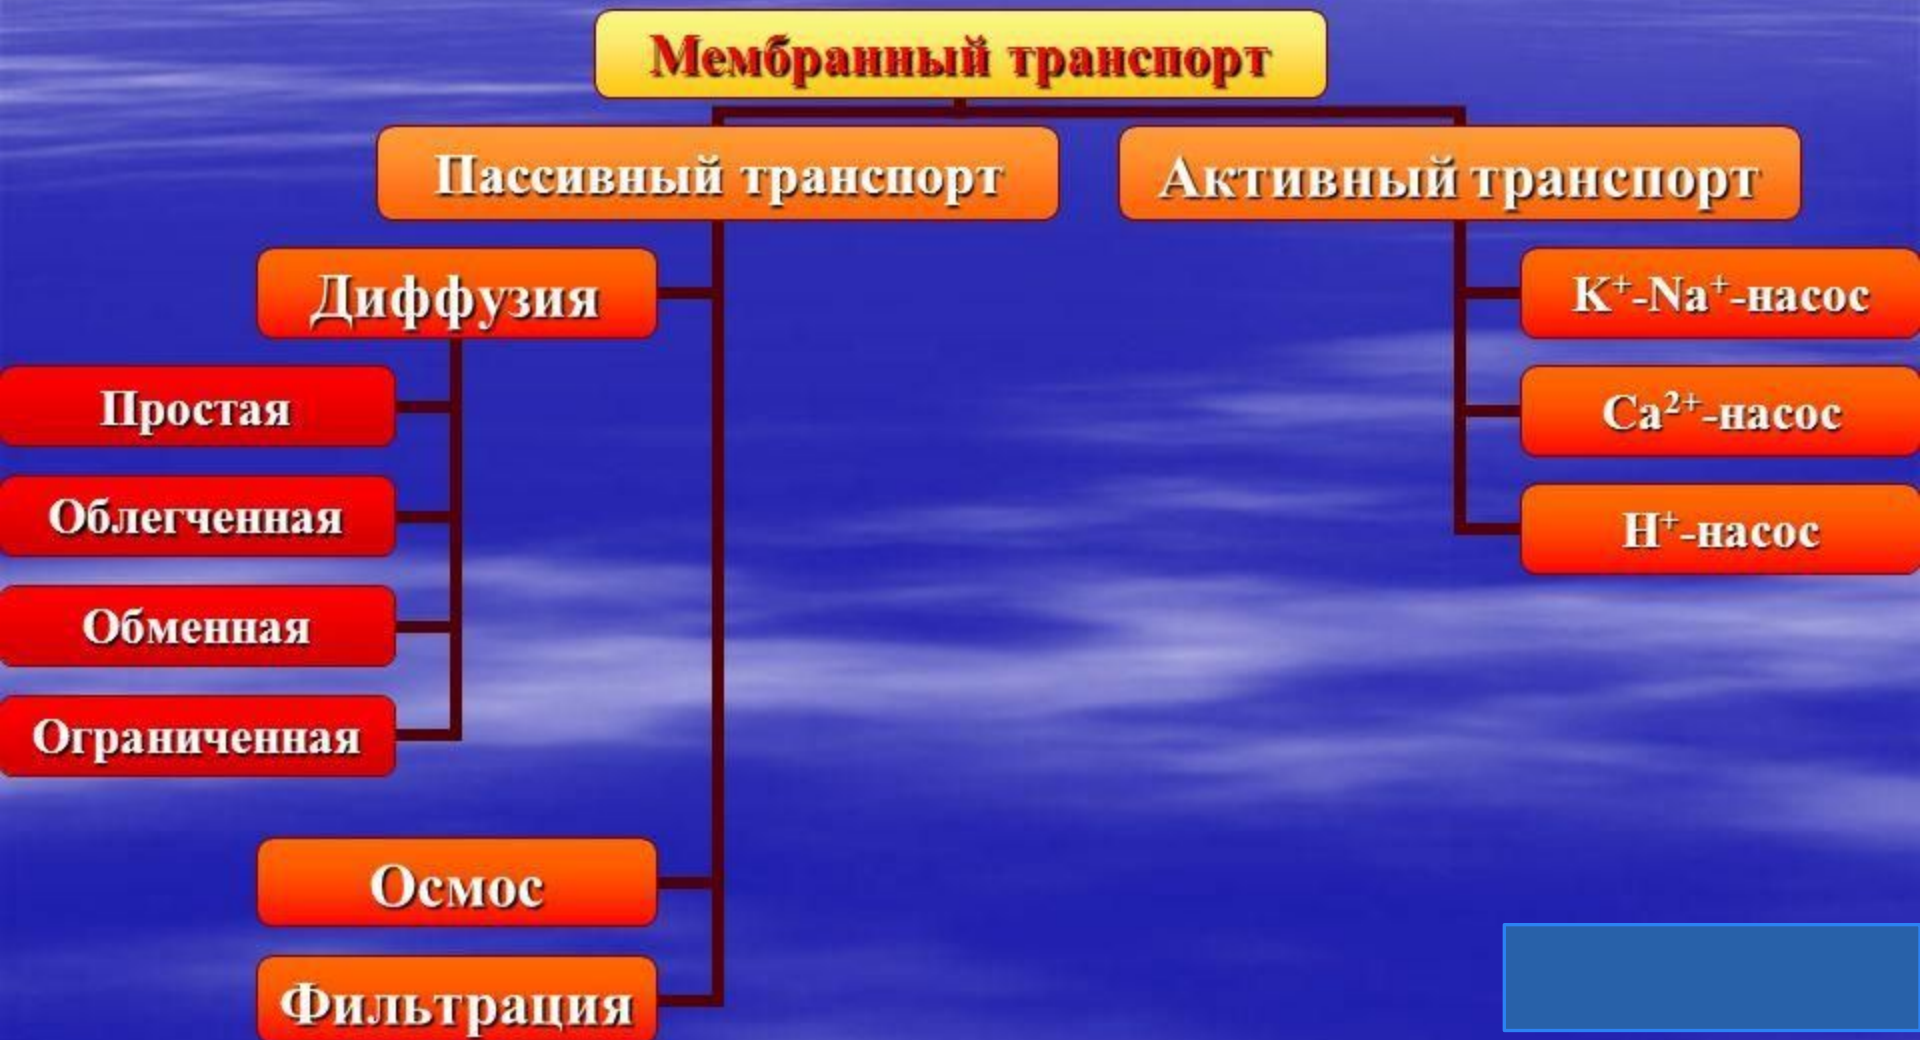 Мембранный транспорт
Пассивный транспорт
Активный транспорт
Диффузия
K⁺-Na⁺-насос
Простая
Ca²⁺-насос
Облегченная
H⁺-насос
Обменная
Ограниченная
Осмос
Фильтрация